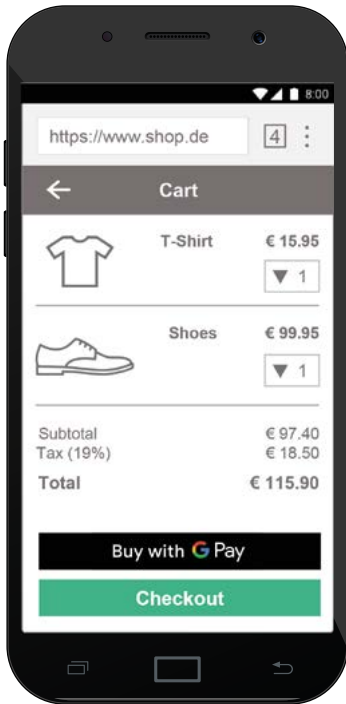 8:00
https://www.shop.de 4
Cart
T-Shirt € 15.95
▼ 1
Shoes € 99.95
▼ 1
Subtotal € 97.40
Tax (19%) € 18.50
Total € 115.90
Buy with G Pay
Checkout